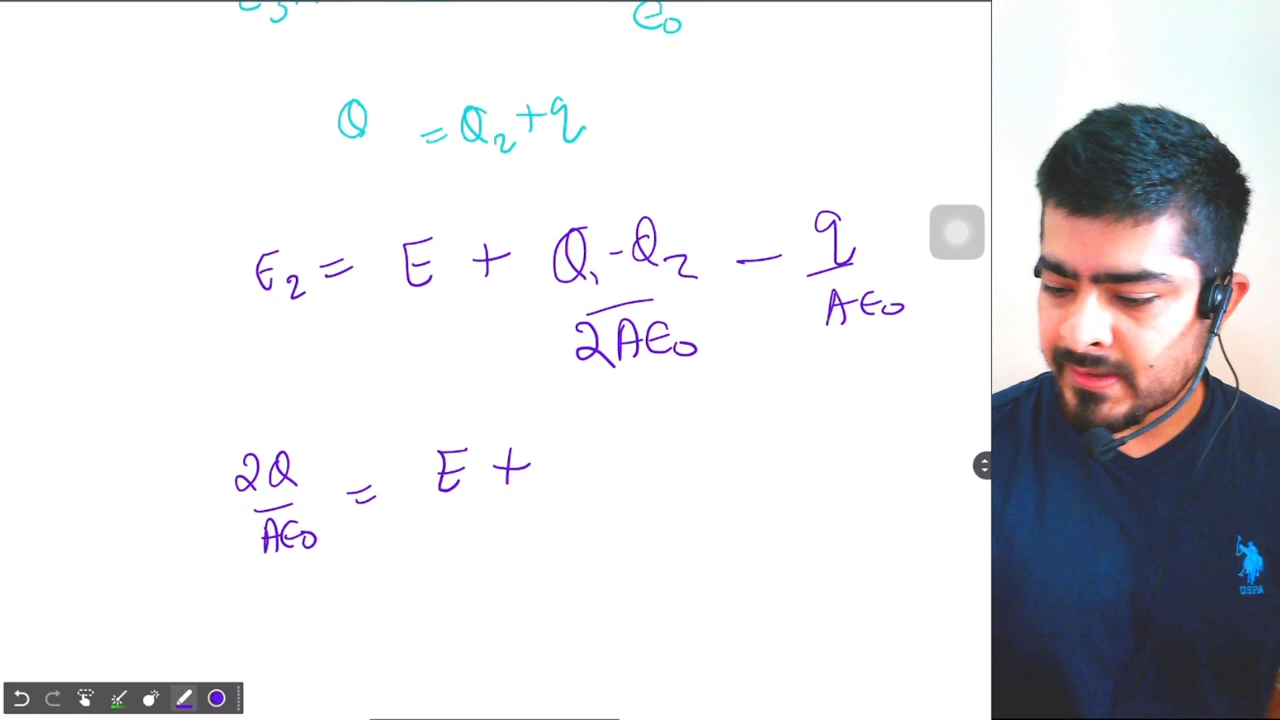 ϵ₀
Q = Q₂ + q
E₂ = E + (Q₁ - Q₂)/(2Aϵ₀) - q/(Aϵ₀)
2Q/(Aϵ₀) = E +
USPA